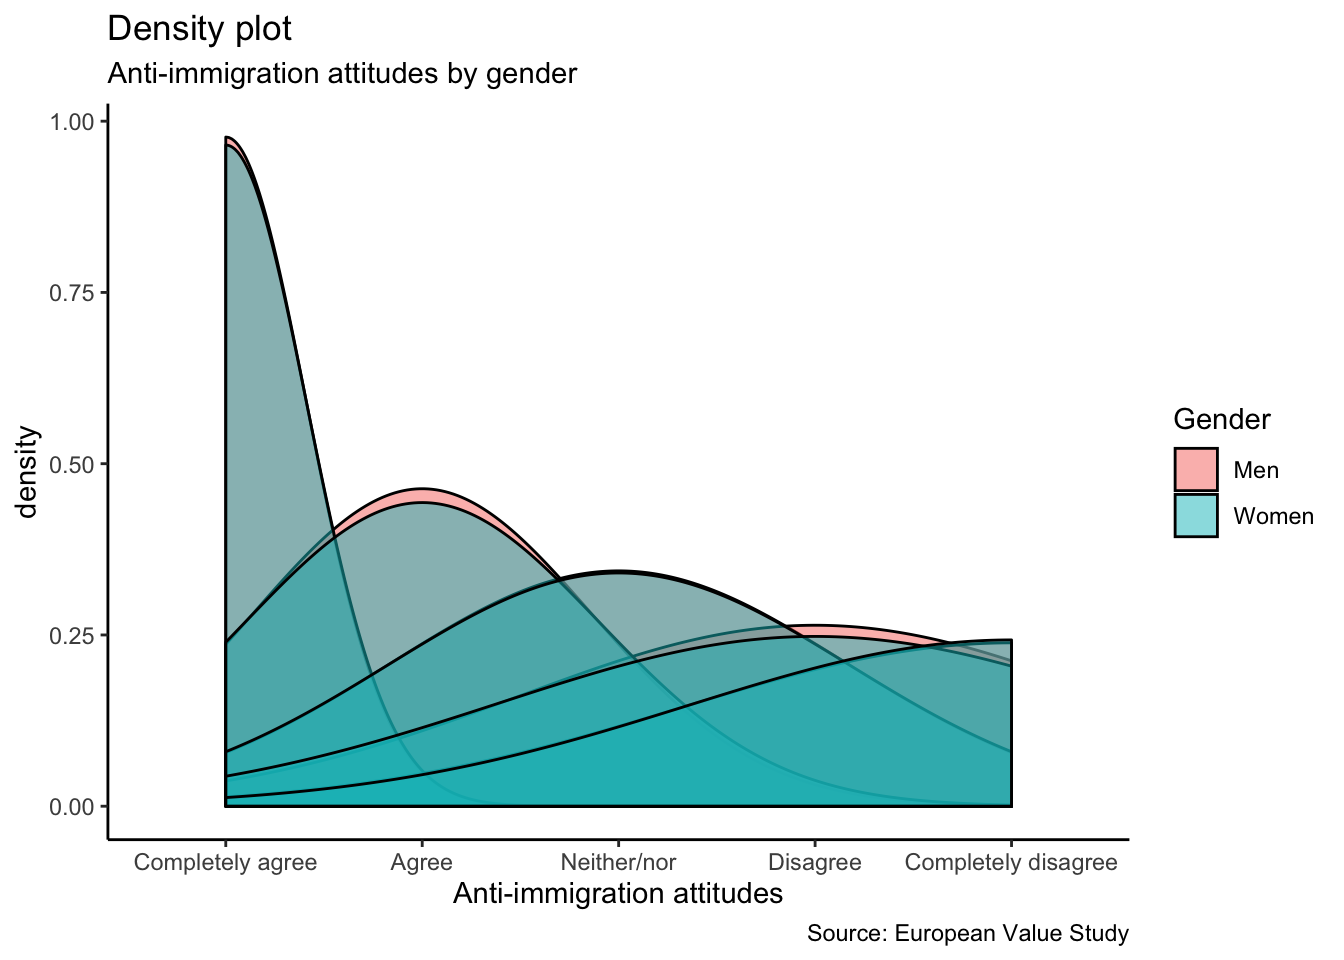 Density plot
Anti-immigration attitudes by gender
1.00
0.75
0.50
0.25
0.00
density
Completely agree Agree Neither/nor Disagree Completely disagree
Anti-immigration attitudes
Gender
Men
Women
Source: European Value Study